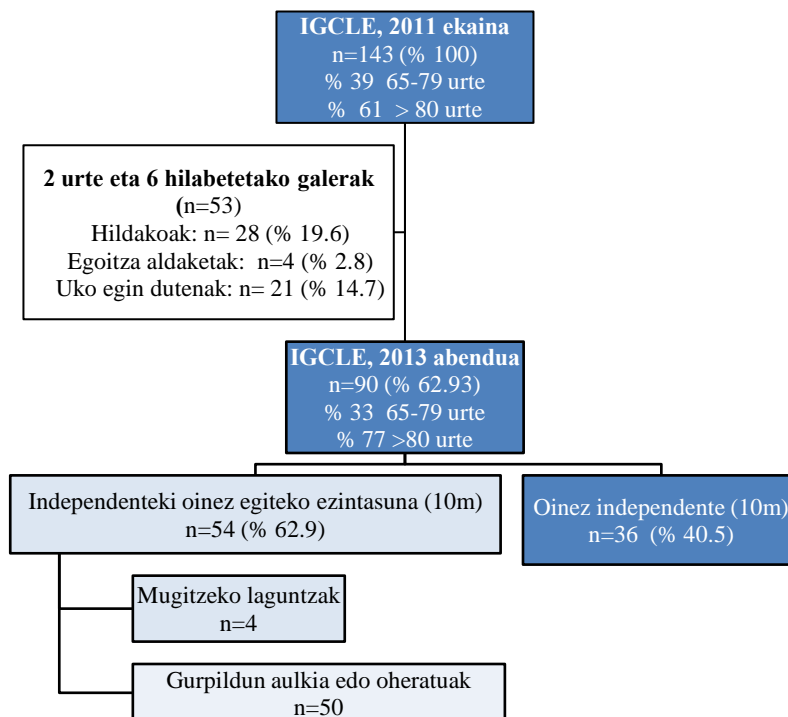 IGCLE, 2011 ekaina
n=143 (% 100)
% 39 65-79 urte
% 61 > 80 urte
2 urte eta 6 hilabetetako galerak
(n=53)
Hildakoak: n= 28 (% 19.6)
Egoitza aldaketak: n=4 (% 2.8)
Uko egin dutenak: n= 21 (% 14.7)
IGCLE, 2013 abendua
n=90 (% 62.93)
% 33 65-79 urte
% 77 >80 urte
Independenteki oinez egiteko ezintasuna (10m)
n=54 (% 62.9)
Oinez independente (10m)
n=36 (% 40.5)
Mugitzeko laguntzak
n=4
Gurpildun aulkia edo oheratuak
n=50